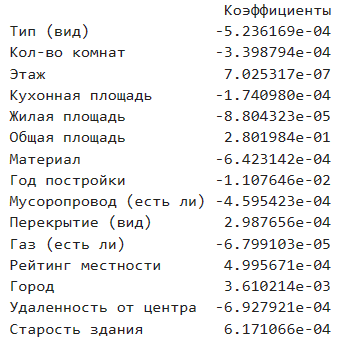 Коэффициенты
Тип (вид) -5.236169e-04
Кол-во комнат -3.398794e-04
Этаж 7.025317e-07
Кухонная площадь -1.740980e-04
Жилая площадь -8.804323e-05
Общая площадь 2.801984e-01
Материал -6.423142e-04
Год постройки -1.107646e-02
Мусоропровод (есть ли) -4.595423e-04
Перекрытие (вид) 2.987656e-04
Газ (есть ли) -6.799103e-05
Рейтинг местности 4.995671e-04
Город 3.610214e-03
Удаленность от центра -6.927921e-04
Старость здания 6.171066e-04